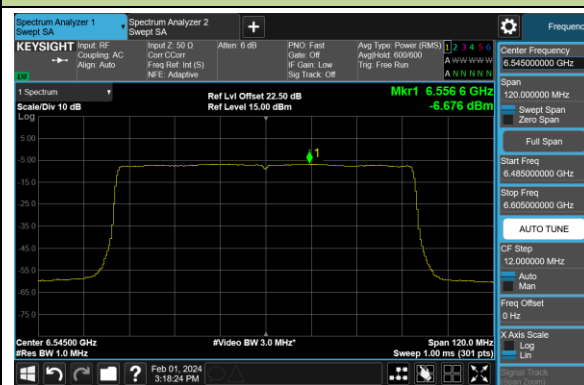 Spectrum Analyzer 1
Swept SA
Spectrum Analyzer 2
Swept SA
+
Frequen
KEYSIGHT
Input: RF
Coupling: AC
Align: Auto
Input Z: 50 Ω
Corr CCorr
Freq Ref: Int (S)
NFE: Adaptive
Atten: 6 dB
PNO: Fast
Gate: Off
IF Gain: Low
Sig Track: Off
Avg Type: Power (RMS)
Avg|Hold: 600/600
Trig: Free Run
1 2 3 4 5 6
A W W W W W
A N N N N N
LXI
1 Spectrum
Scale/Div 10 dB
Log
Ref Lvl Offset 22.50 dB
Ref Level 15.00 dBm
Mkr1 6.556 6 GHz
-6.676 dBm
1
5.00
-5.00
-15.0
-25.0
-35.0
-45.0
-55.0
-65.0
-75.0
Center 6.54500 GHz
#Res BW 1.0 MHz
#Video BW 3.0 MHz*
Span 120.0 MHz
Sweep 1.00 ms (301 pts)
Center Frequency
6.545000000 GHz
Span
120.000000 MHz
Swept Span
Zero Span
Full Span
Start Freq
6.485000000 GHz
Stop Freq
6.605000000 GHz
AUTO TUNE
CF Step
12.000000 MHz
Auto
Man
Freq Offset
0 Hz
X Axis Scale
Log
Lin
Signal Track
(Span Zoom)
?
Feb 01, 2024
3:18:24 PM